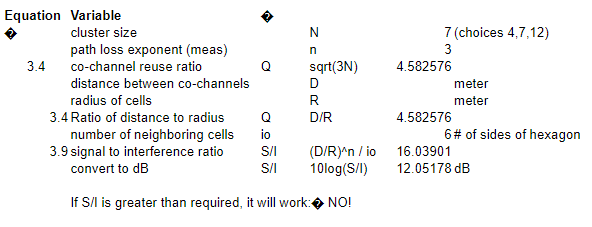 Equation Variable �
� cluster size N 7 (choices 4,7,12)
path loss exponent (meas) n 3
3.4 co-channel reuse ratio Q sqrt(3N) 4.582576
distance between co-channels D meter
radius of cells R meter
3.4 Ratio of distance to radius Q D/R 4.582576
number of neighboring cells io 6 # of sides of hexagon
3.9 signal to interference ratio S/I (D/R)^n / io 16.03901
convert to dB S/I 10log(S/I) 12.05178 dB
If S/I is greater than required, it will work:� NO!